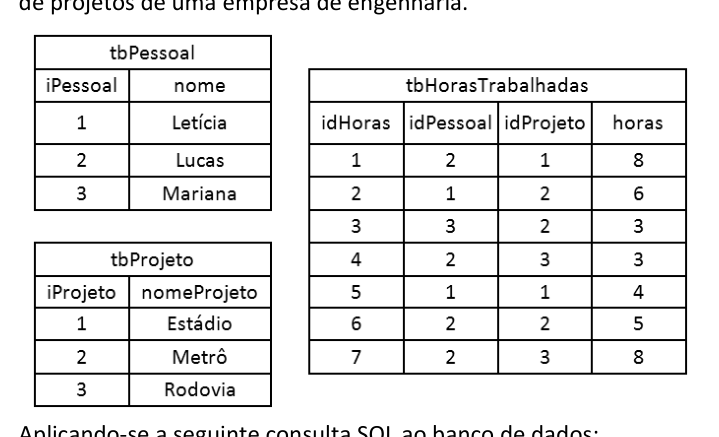 de projetos de uma empresa de engenharia.
tbPessoal
iPessoal nome
1 Letícia
2 Lucas
3 Mariana
tbProjeto
iProjeto nomeProjeto
1 Estádio
2 Metrô
3 Rodovia
tbHorasTrabalhadas
idHoras idPessoal idProjeto horas
1 2 1 8
2 1 2 6
3 3 2 3
4 2 3 3
5 1 1 4
6 2 2 5
7 2 3 8
Aplicando-se a seguinte consulta SQL ao banco de dados: